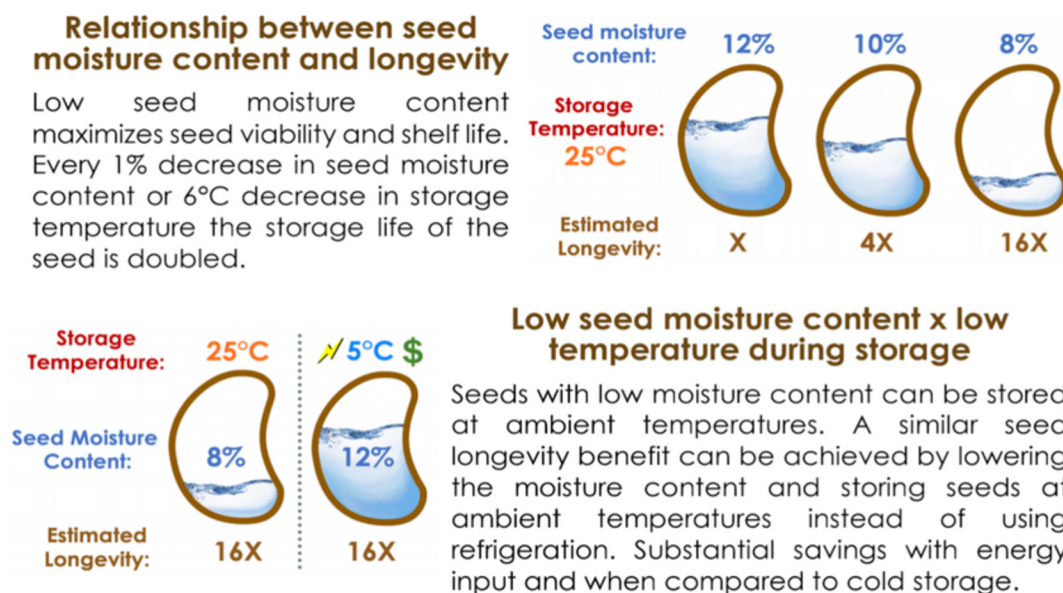 Relationship between seed
moisture content and longevity
Low seed moisture content
maximizes seed viability and shelf life.
Every 1% decrease in seed moisture
content or 6°C decrease in storage
temperature the storage life of the
seed is doubled.
Seed moisture
content:
12% 10% 8%
Storage
Temperature:
25°C
Estimated
Longevity:
X 4X 16X
Storage
Temperature:
25°C 5°C $
Seed Moisture
Content:
8% 12%
Estimated
Longevity:
16X 16X
Low seed moisture content x low
temperature during storage
Seeds with low moisture content can be stored
at ambient temperatures. A similar seed
longevity benefit can be achieved by lowering
the moisture content and storing seeds at
ambient temperatures instead of using
refrigeration. Substantial savings with energy
input and when compared to cold storage.